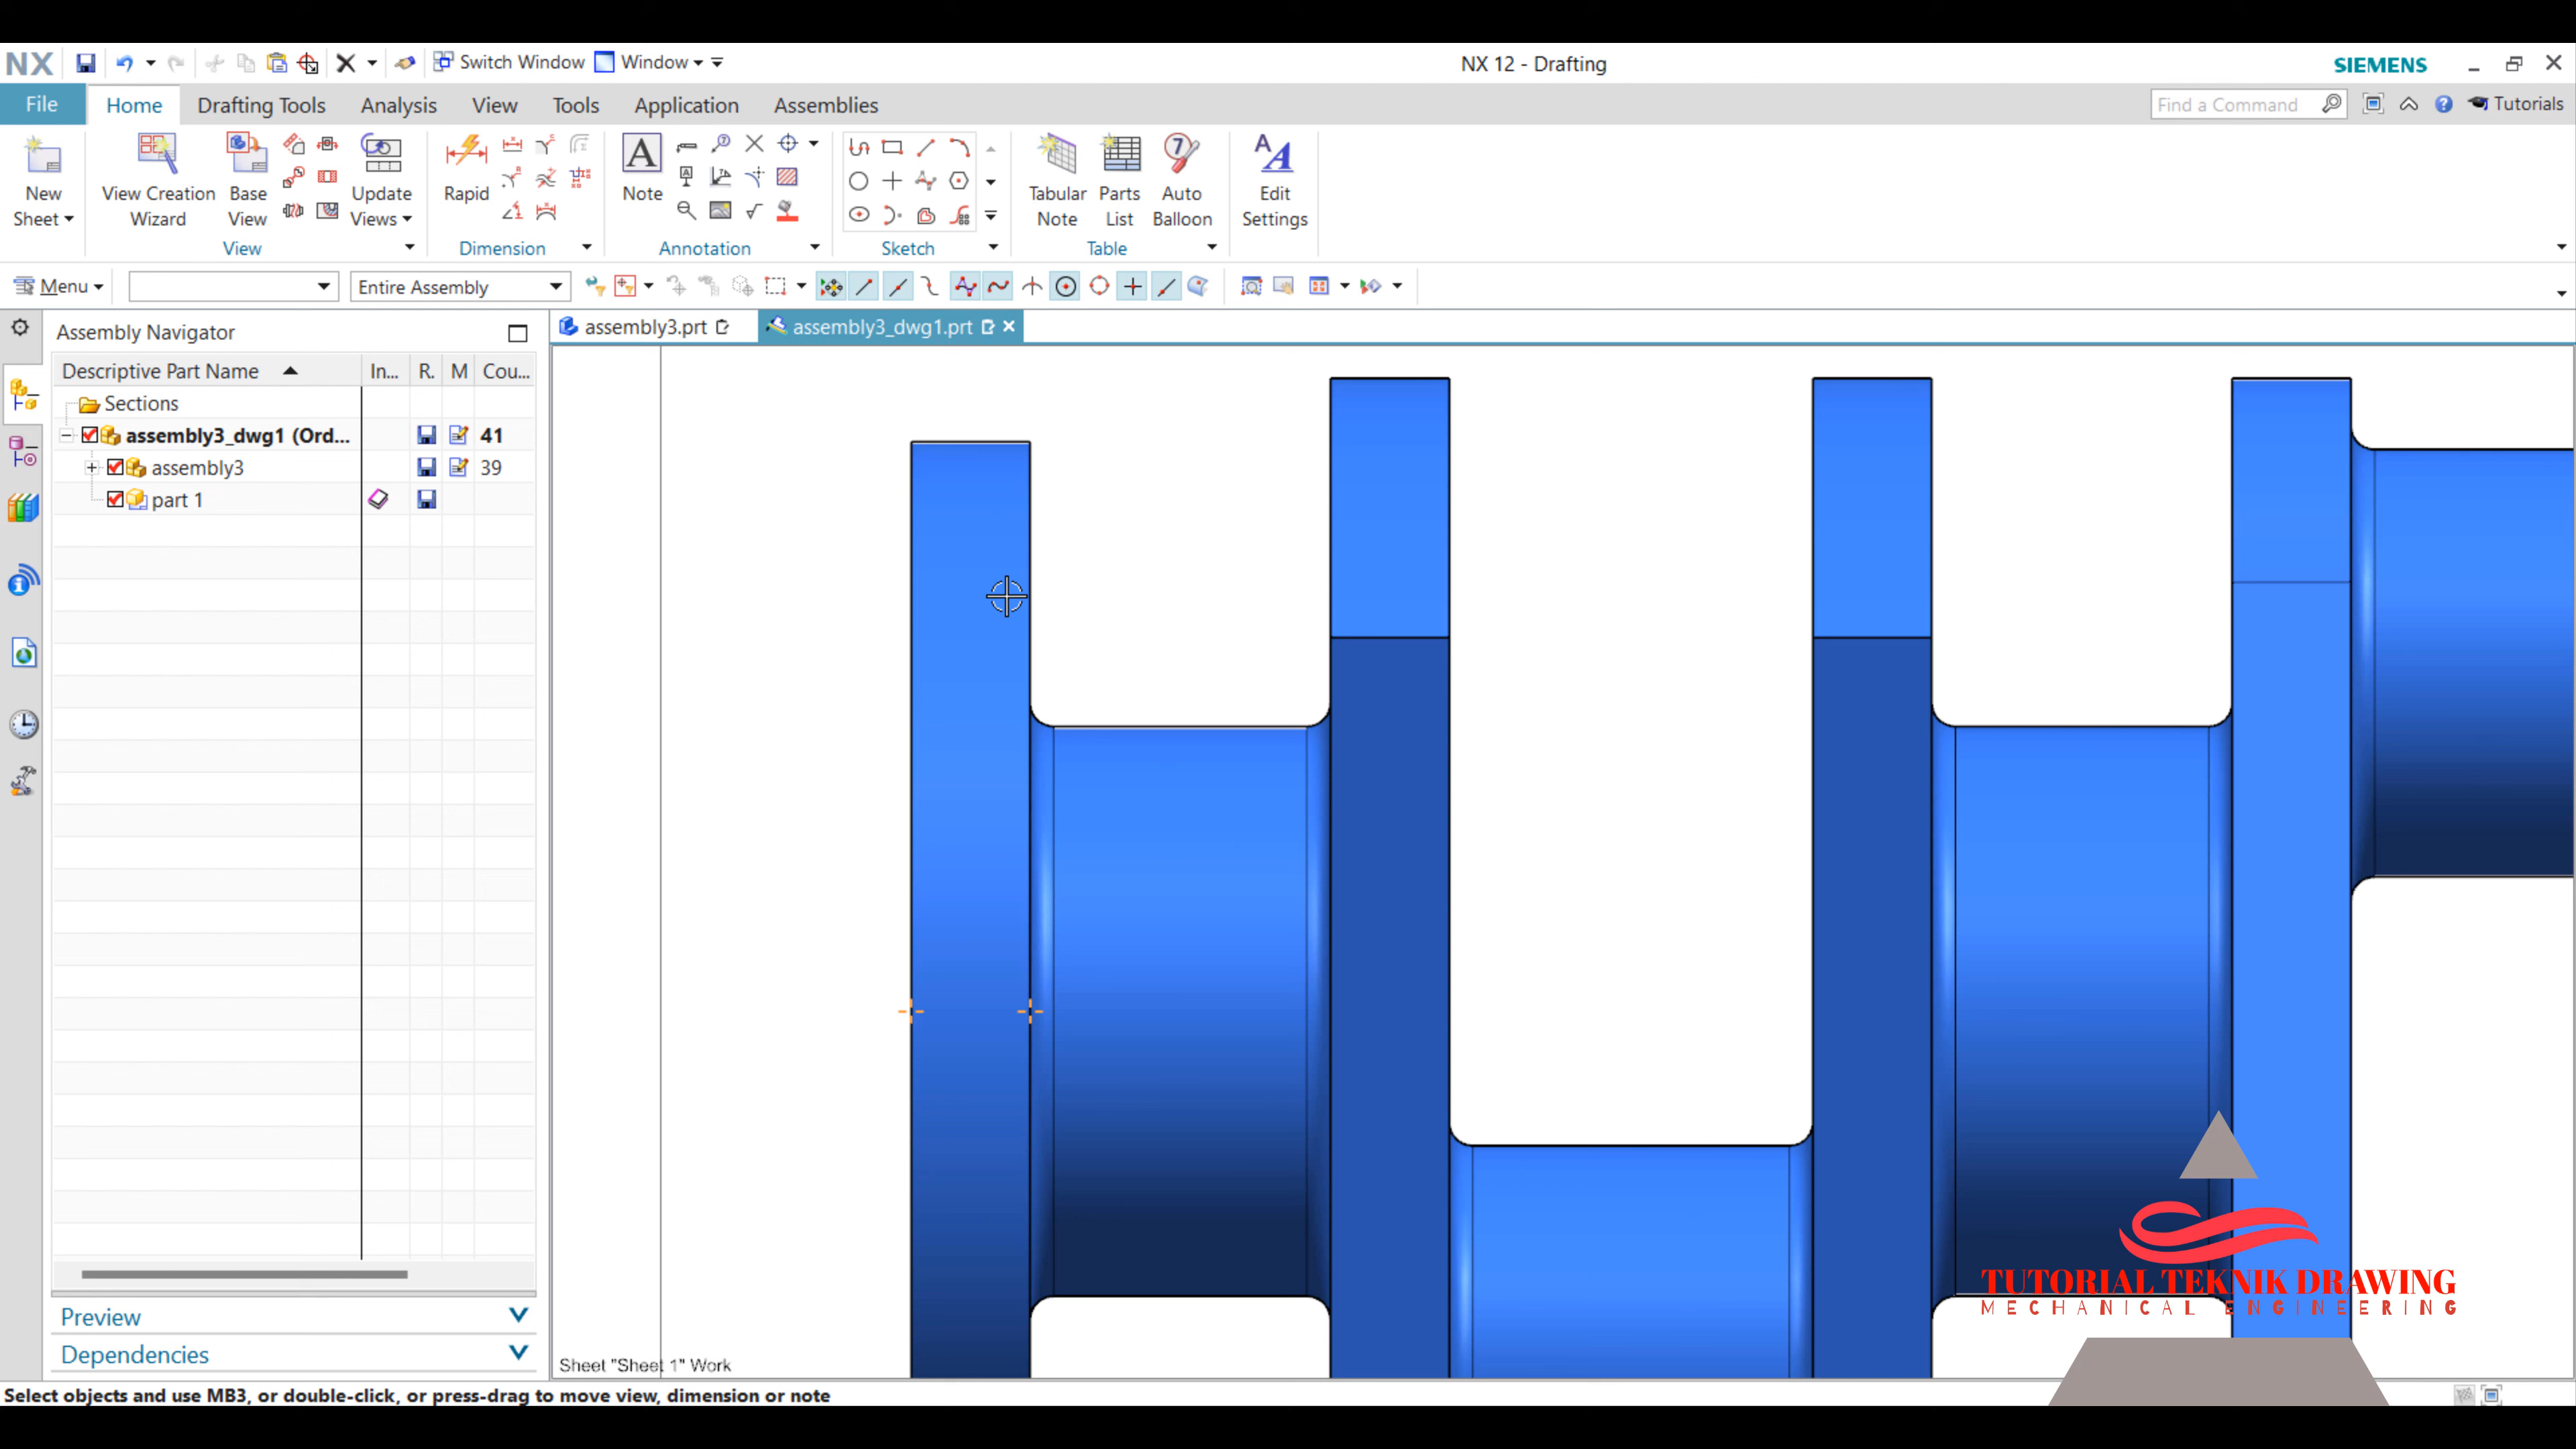 NX Switch Window Window NX 12 - Drafting SIEMENS
File Home Drafting Tools Analysis View Tools Application Assemblies Find a Command Tutorials
New Sheet View Creation Wizard Base View Update Views Rapid Note Tabular Note Parts List Auto Balloon Edit Settings
View Dimension Annotation Sketch Table
Menu Entire Assembly
Assembly Navigator assembly3.prt assembly3_dwg1.prt
Descriptive Part Name In... R. M Cou...
Sections
assembly3_dwg1 (Ord... 41
assembly3 39
part 1
Preview
Dependencies
Sheet "Sheet 1" Work
TUTORIAL TEKNIK DRAWING
MECHANICAL ENGINEERING
Select objects and use MB3, or double-click, or press-drag to move view, dimension or note